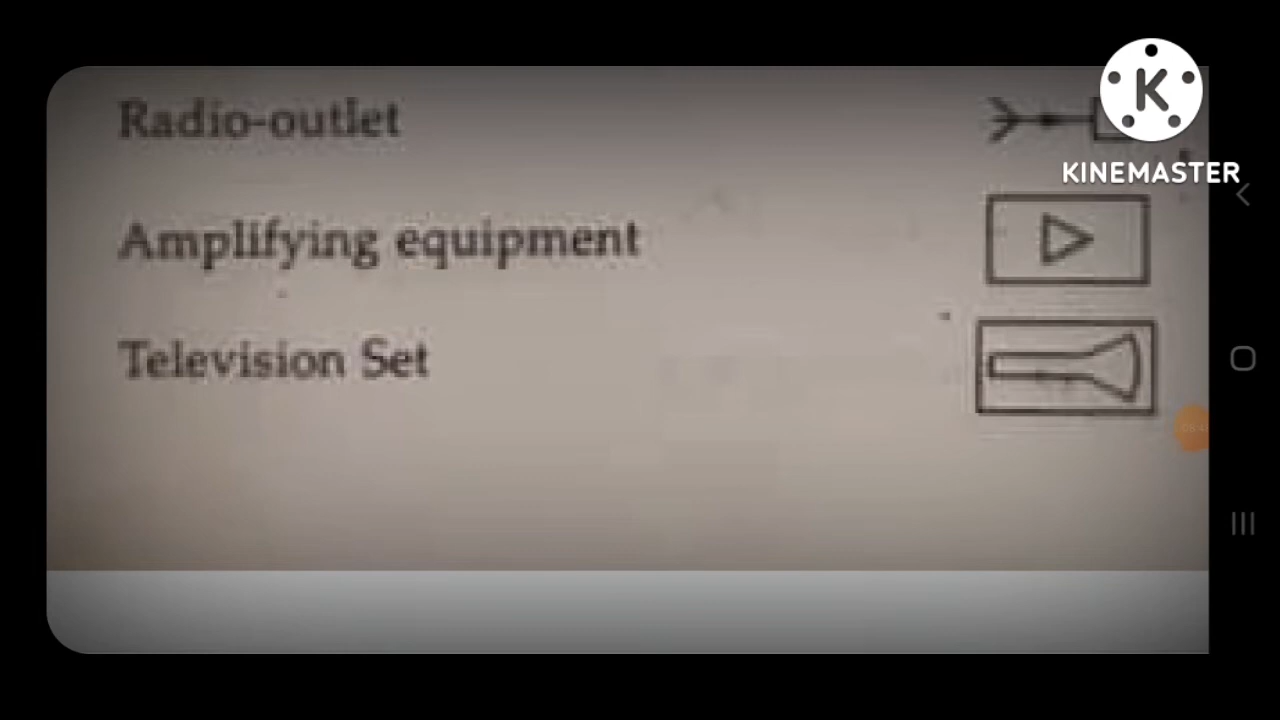 Radio-outlet
K
KINEMASTER
Amplifying equipment
Television Set